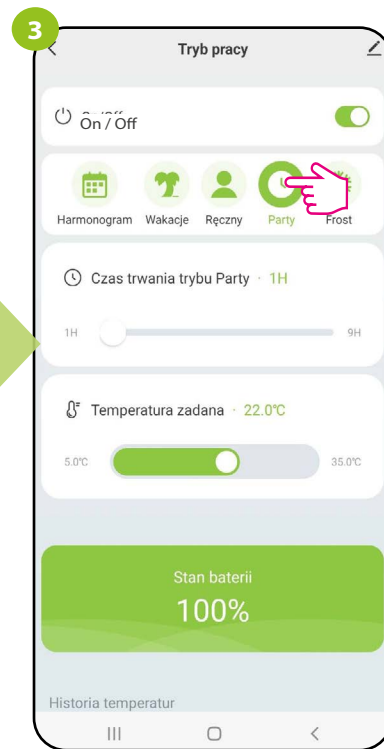 3
Tryb pracy
On / Off
Harmonogram Wakacje Ręczny Party Frost
Czas trwania trybu Party · 1H
1H 9H
Temperatura zadana · 22.0°C
5.0°C 35.0°C
Stan baterii
100%
Historia temperatur